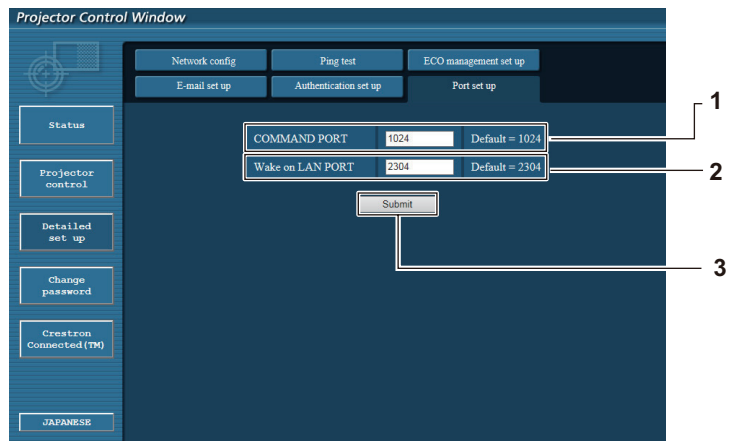 Projector Control Window
Network config
Ping test
ECO management set up
E-mail set up
Authentication set up
Port set up
Status
Projector
control
Detailed
set up
Change
password
Crestron
Connected(TM)
JAPANESE
COMMAND PORT 1024 Default = 1024
Wake on LAN PORT 2304 Default = 2304
Submit
1
2
3